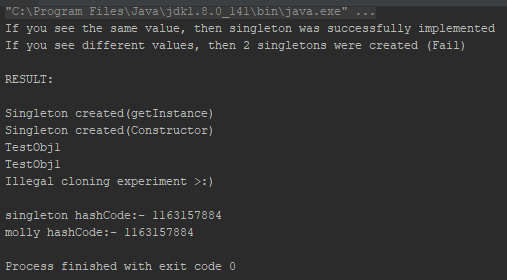 "C:\Program Files\Java\jdk1.8.0_141\bin\java.exe" ...
If you see the same value, then singleton was successfully implemented
If you see different values, then 2 singletons were created (Fail)
RESULT:
Singleton created(getInstance)
Singleton created(Constructor)
TestObj1
TestObj1
Illegal cloning experiment >:)
singleton hashCode:- 1163157884
molly hashCode:- 1163157884
Process finished with exit code 0